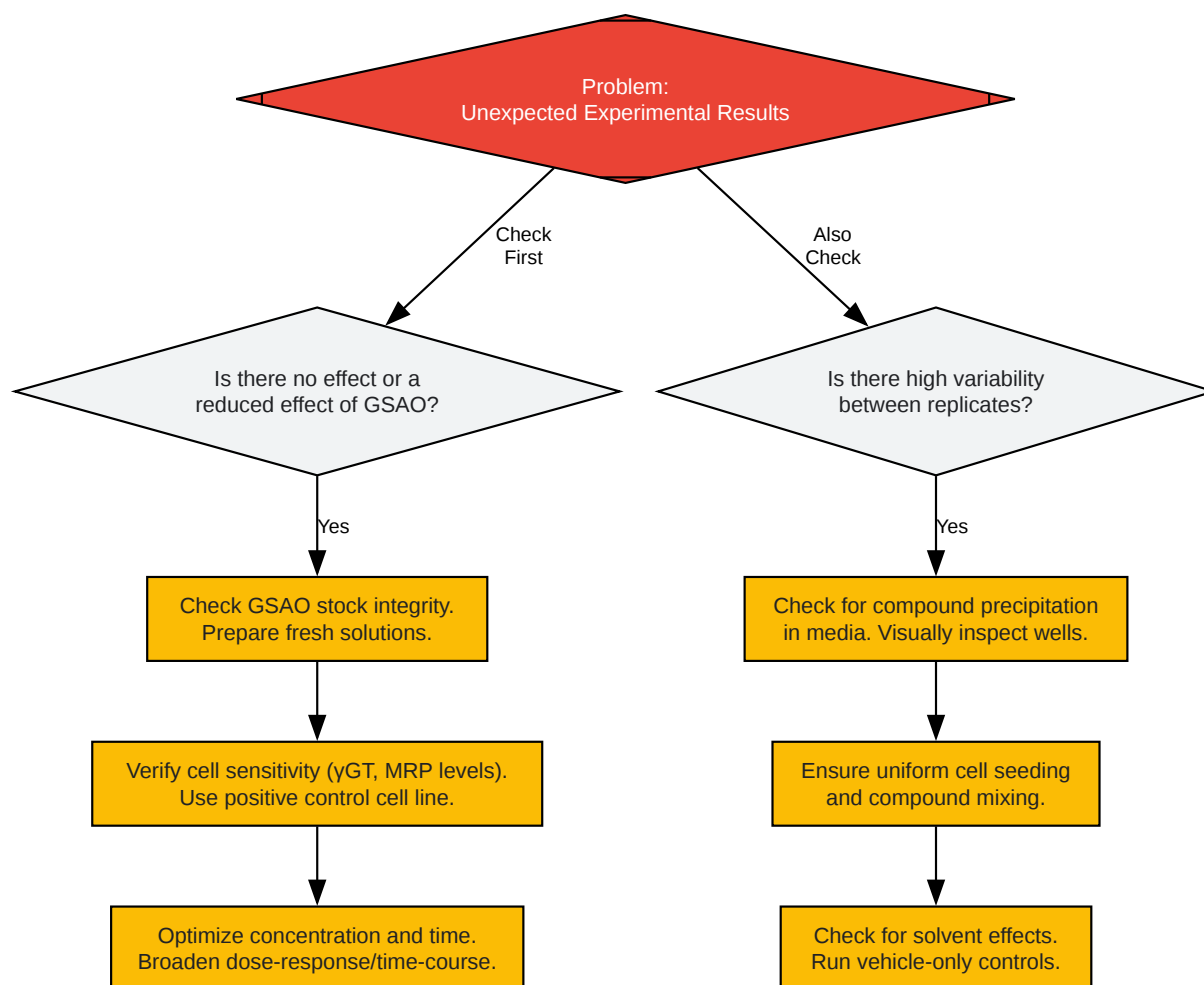 Problem:
Unexpected Experimental Results
Check
First
Also
Check
Is there no effect or a
reduced effect of GSAO?
Is there high variability
between replicates?
Yes
Yes
Check GSAO stock integrity.
Prepare fresh solutions.
Check for compound precipitation
in media. Visually inspect wells.
Verify cell sensitivity (γGT, MRP levels).
Use positive control cell line.
Ensure uniform cell seeding
and compound mixing.
Optimize concentration and time.
Broaden dose-response/time-course.
Check for solvent effects.
Run vehicle-only controls.